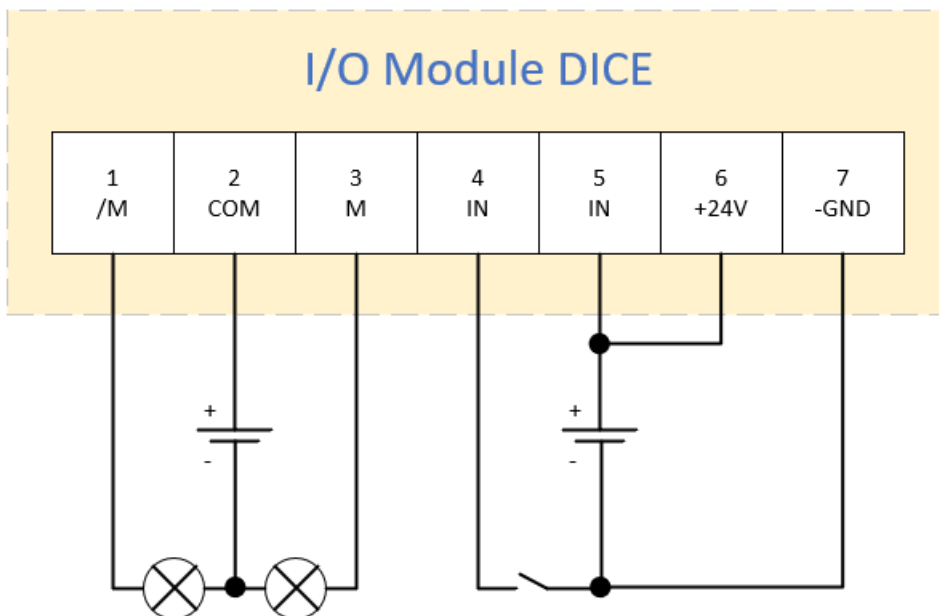 I/O Module DICE
1 2 3 4 5 6 7
/M COM M IN IN +24V -GND
+ +
- -